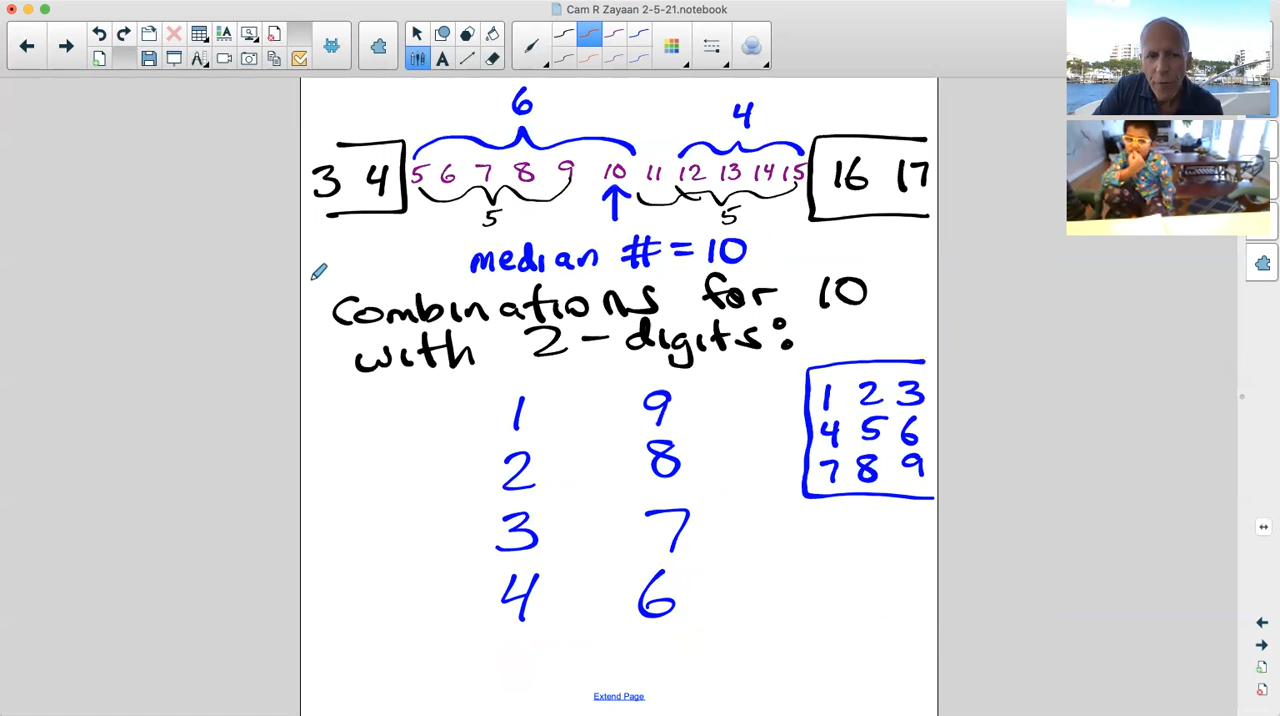 Cam R Zayaan 2-5-21.notebook
6 4
3 4 5 6 7 8 9 10 11 12 13 14 15 16 17
5 5
median # = 10
Combinations for 10
with 2-digits:
1 9
2 8
3 7
4 6
1 2 3
4 5 6
7 8 9
Extend Page